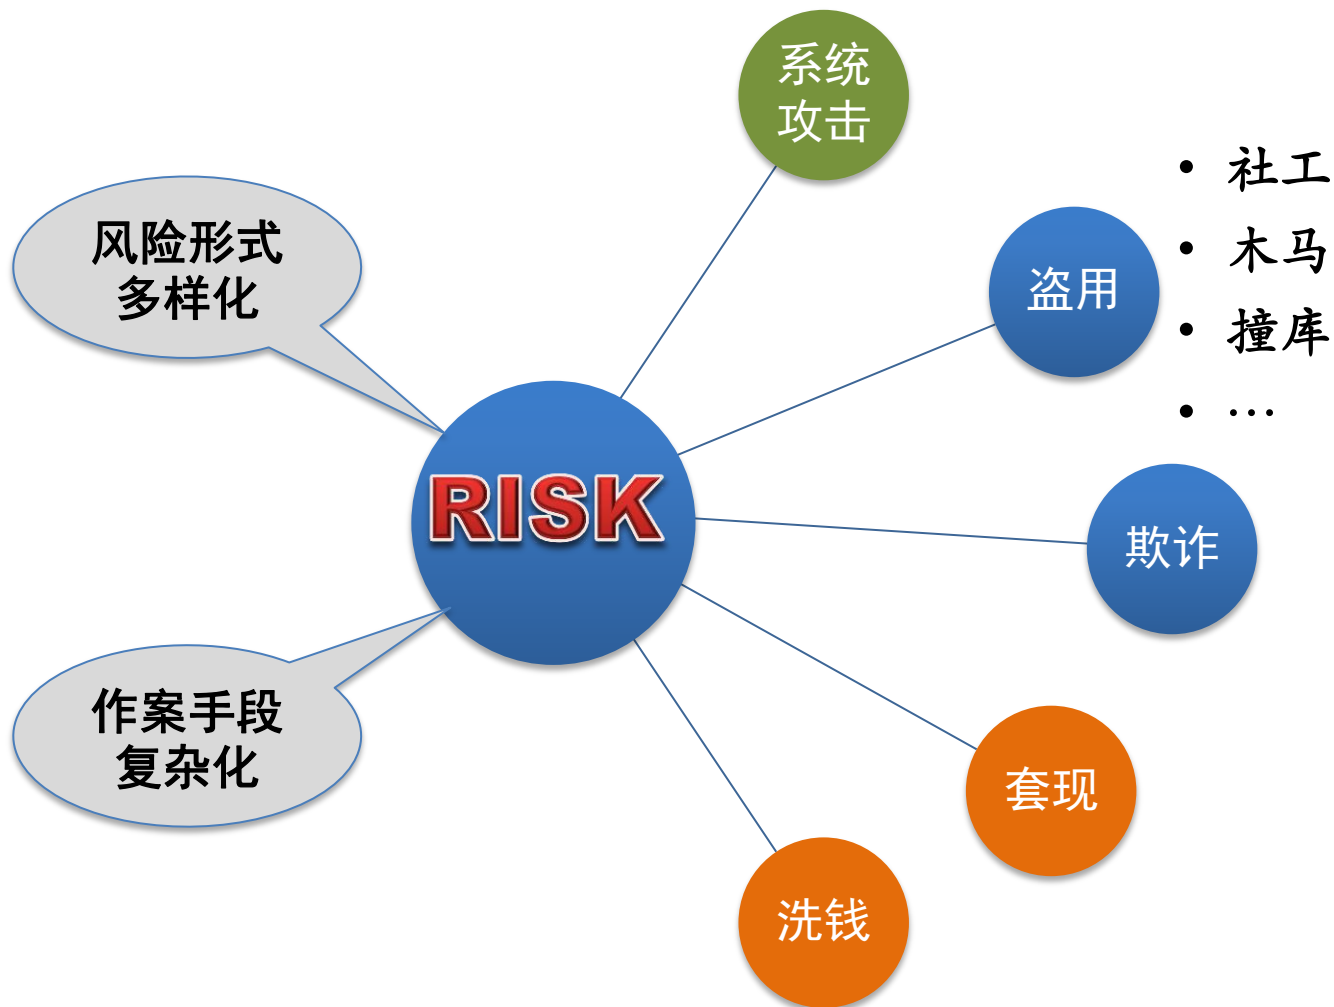 系统
攻击
• 社工
• 木马
• 撞库
• …
风险形式
多样化
盗用
RISK
欺诈
作案手段
复杂化
套现
洗钱